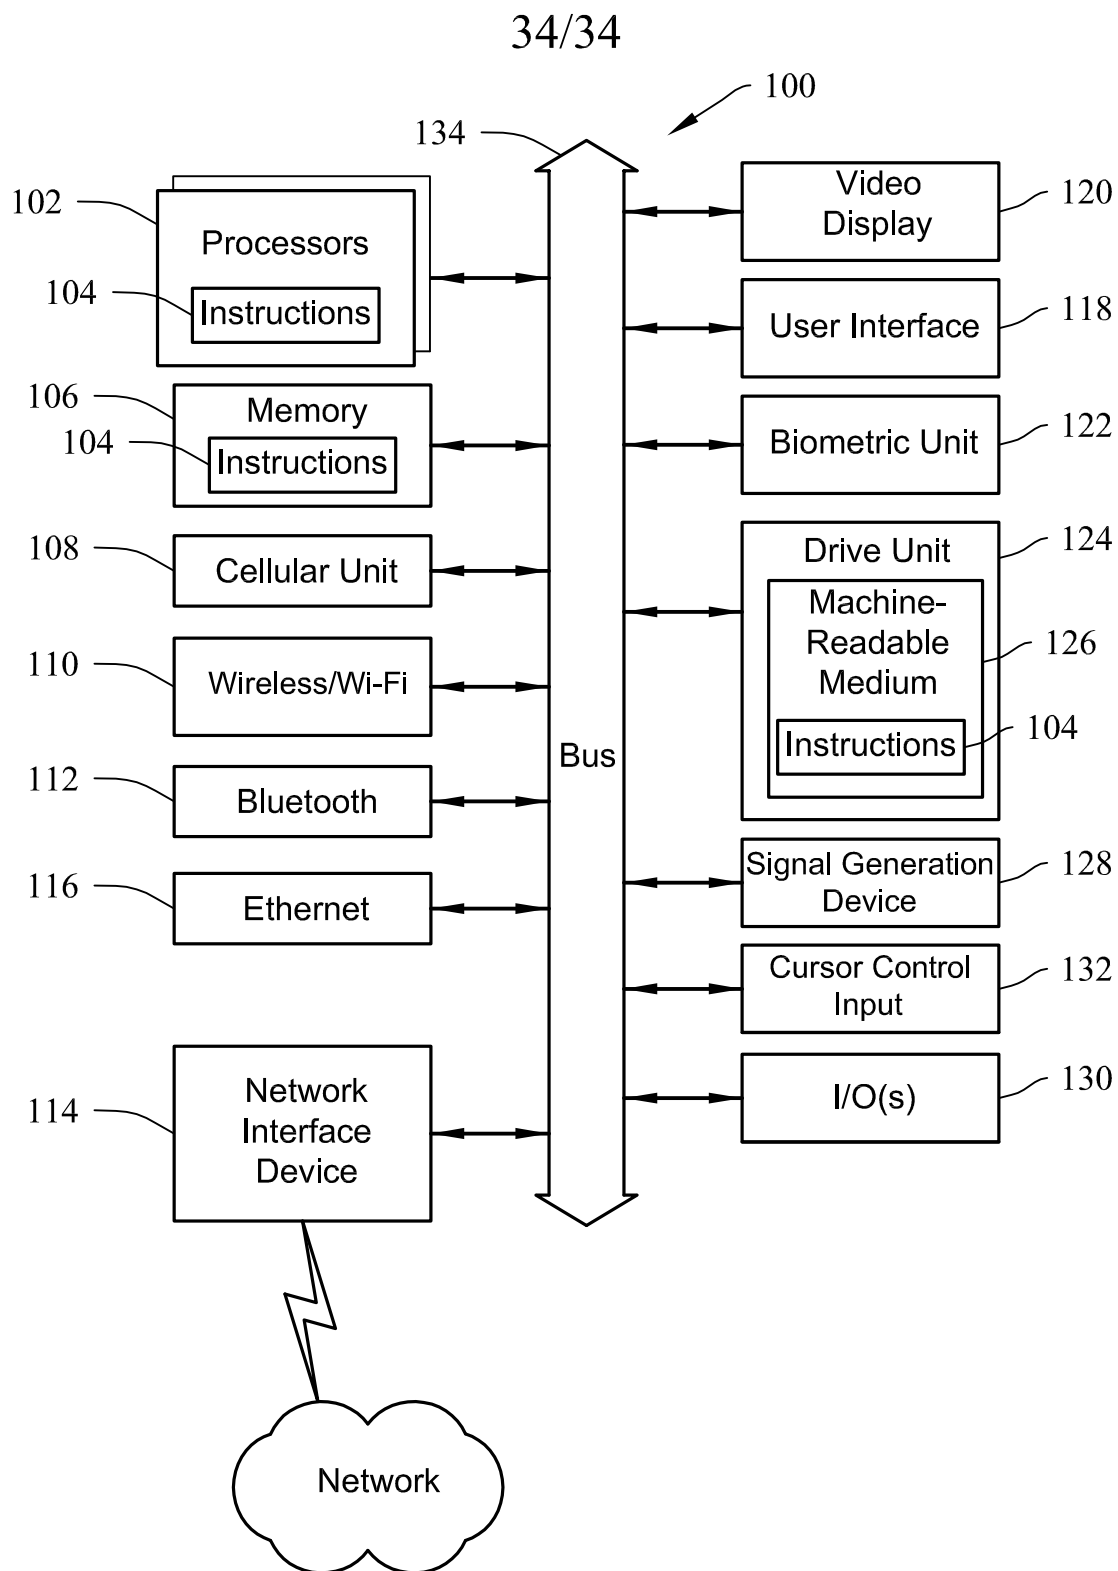 34/34
100
134
102
Processors
104
Instructions
106
Memory
104
Instructions
108
Cellular Unit
110
Wireless/Wi-Fi
112
Bluetooth
116
Ethernet
114
Network
Interface
Device
Network
Bus
Video
Display
120
User Interface
118
Biometric Unit
122
Drive Unit
124
Machine-
Readable
Medium
126
Instructions
104
Signal Generation
Device
128
Cursor Control
Input
132
I/O(s)
130